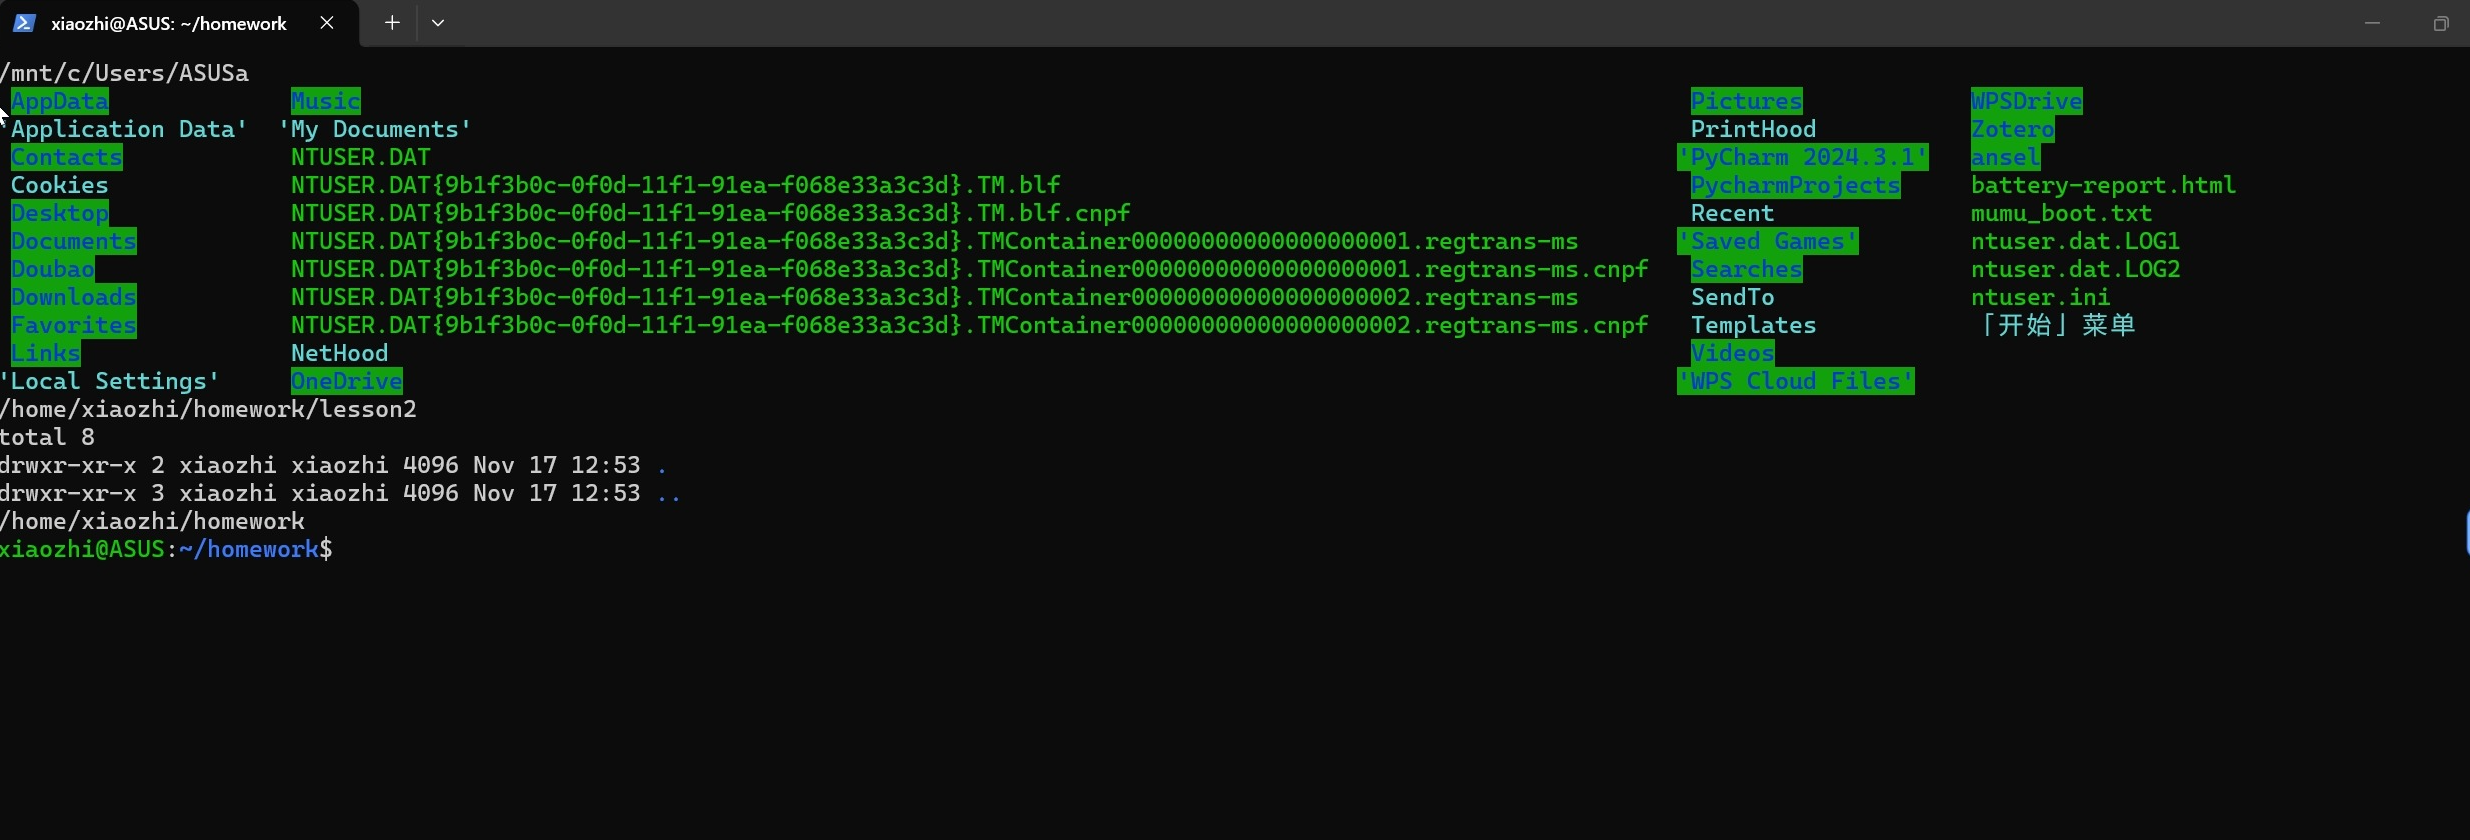 xiaozhi@ASUS: ~/homework
/mnt/c/Users/ASUSa
AppData Music Pictures WPSDrive
'Application Data' 'My Documents' PrintHood Zotero
Contacts NTUSER.DAT 'PyCharm 2024.3.1' ansel
Cookies NTUSER.DAT{9b1f3b0c-0f0d-11f1-91ea-f068e33a3c3d}.TM.blf PycharmProjects battery-report.html
Desktop NTUSER.DAT{9b1f3b0c-0f0d-11f1-91ea-f068e33a3c3d}.TM.blf.cnpf Recent mumu_boot.txt
Documents NTUSER.DAT{9b1f3b0c-0f0d-11f1-91ea-f068e33a3c3d}.TMContainer00000000000000000001.regtrans-ms 'Saved Games' ntuser.dat.LOG1
Doubao NTUSER.DAT{9b1f3b0c-0f0d-11f1-91ea-f068e33a3c3d}.TMContainer00000000000000000001.regtrans-ms.cnpf Searches ntuser.dat.LOG2
Downloads NTUSER.DAT{9b1f3b0c-0f0d-11f1-91ea-f068e33a3c3d}.TMContainer00000000000000000002.regtrans-ms SendTo ntuser.ini
Favorites NTUSER.DAT{9b1f3b0c-0f0d-11f1-91ea-f068e33a3c3d}.TMContainer00000000000000000002.regtrans-ms.cnpf Templates 「开始」菜单
Links NetHood Videos
'Local Settings' OneDrive 'WPS Cloud Files'
/home/xiaozhi/homework/lesson2
total 8
drwxr-xr-x 2 xiaozhi xiaozhi 4096 Nov 17 12:53 .
drwxr-xr-x 3 xiaozhi xiaozhi 4096 Nov 17 12:53 ..
/home/xiaozhi/homework
xiaozhi@ASUS:~/homework$